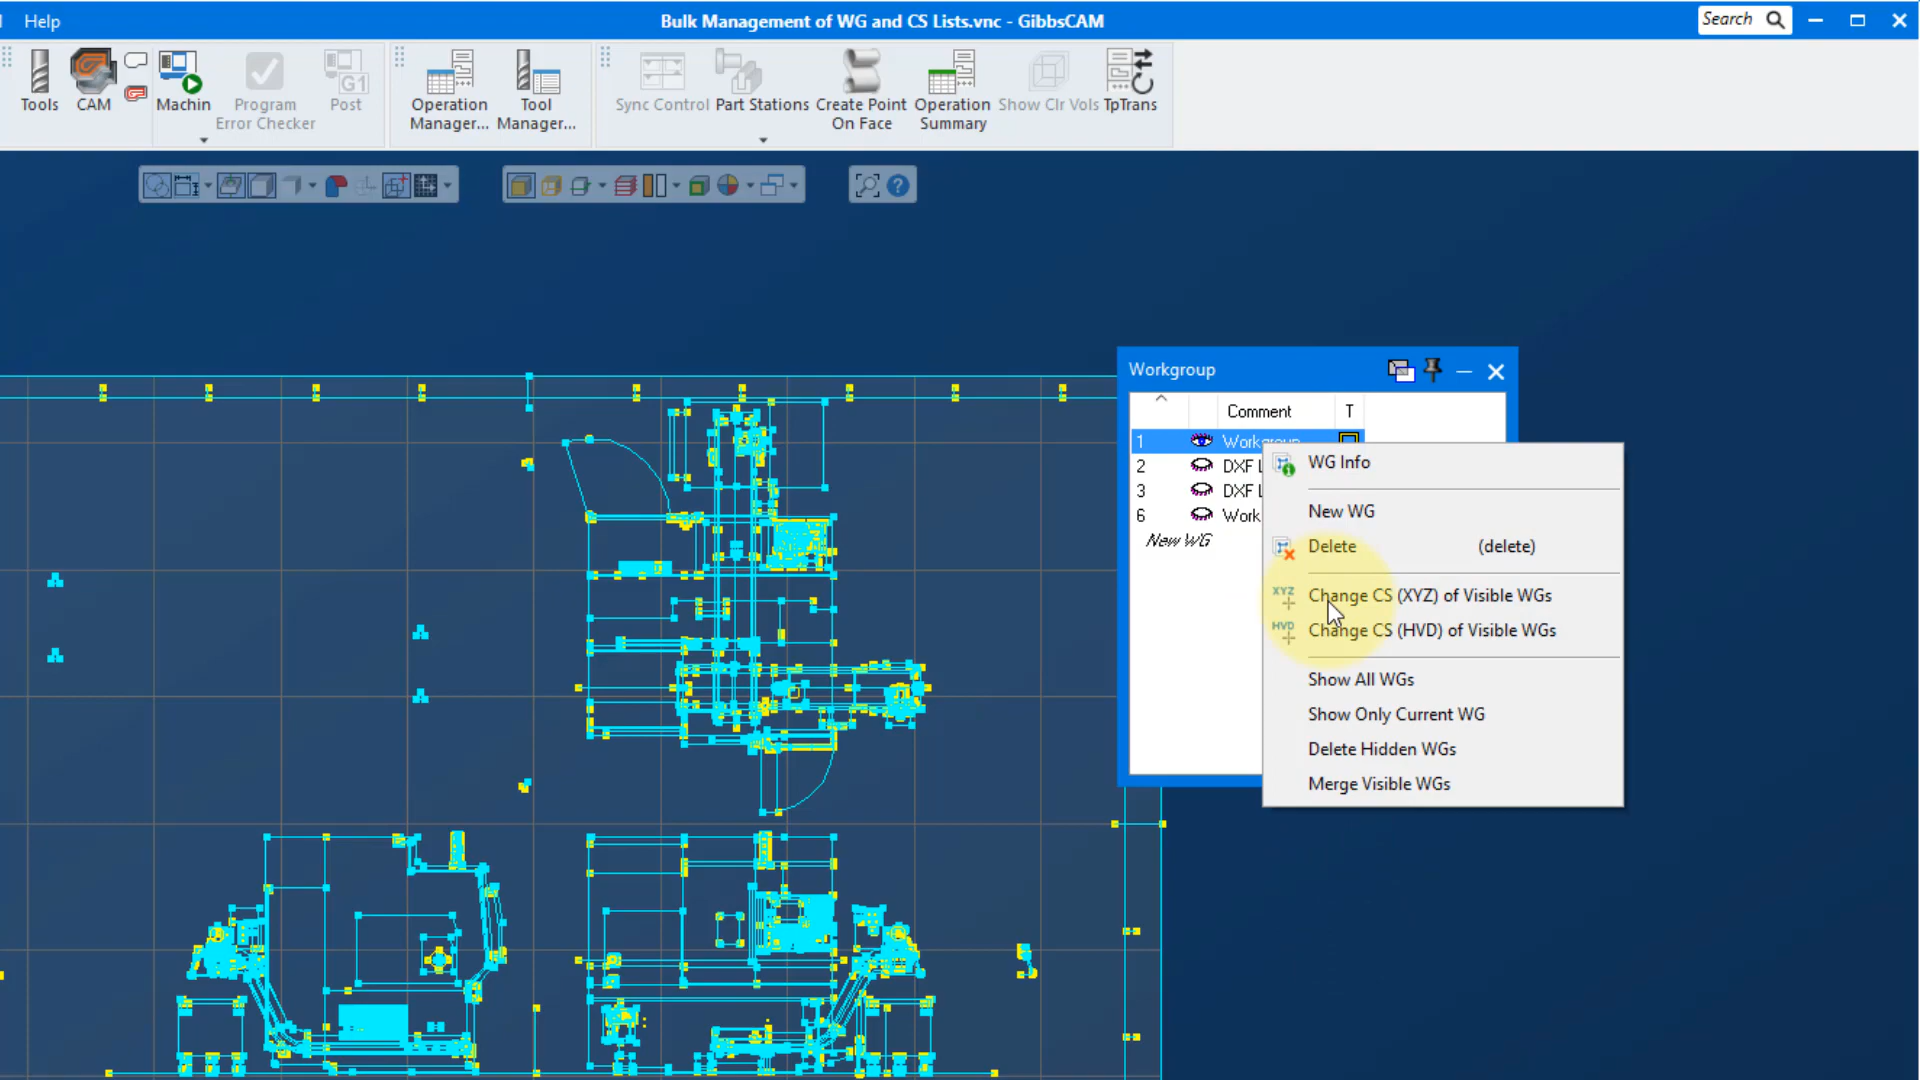 Help
Bulk Management of WG and CS Lists.vnc - GibbsCAM
Search
Tools
CAM
Machin
Program
Error Checker
G1
Post
Operation
Manager...
Tool
Manager...
Sync Control
Part Stations
Create Point
On Face
Operation
Summary
Show Clr Vols
TpTrans
Workgroup
Comment T
1 Workgroup
2 DXF L
3 DXF L
6 Work
New WG
WG Info
New WG
Delete (delete)
XYZ Change CS (XYZ) of Visible WGs
HVD Change CS (HVD) of Visible WGs
Show All WGs
Show Only Current WG
Delete Hidden WGs
Merge Visible WGs